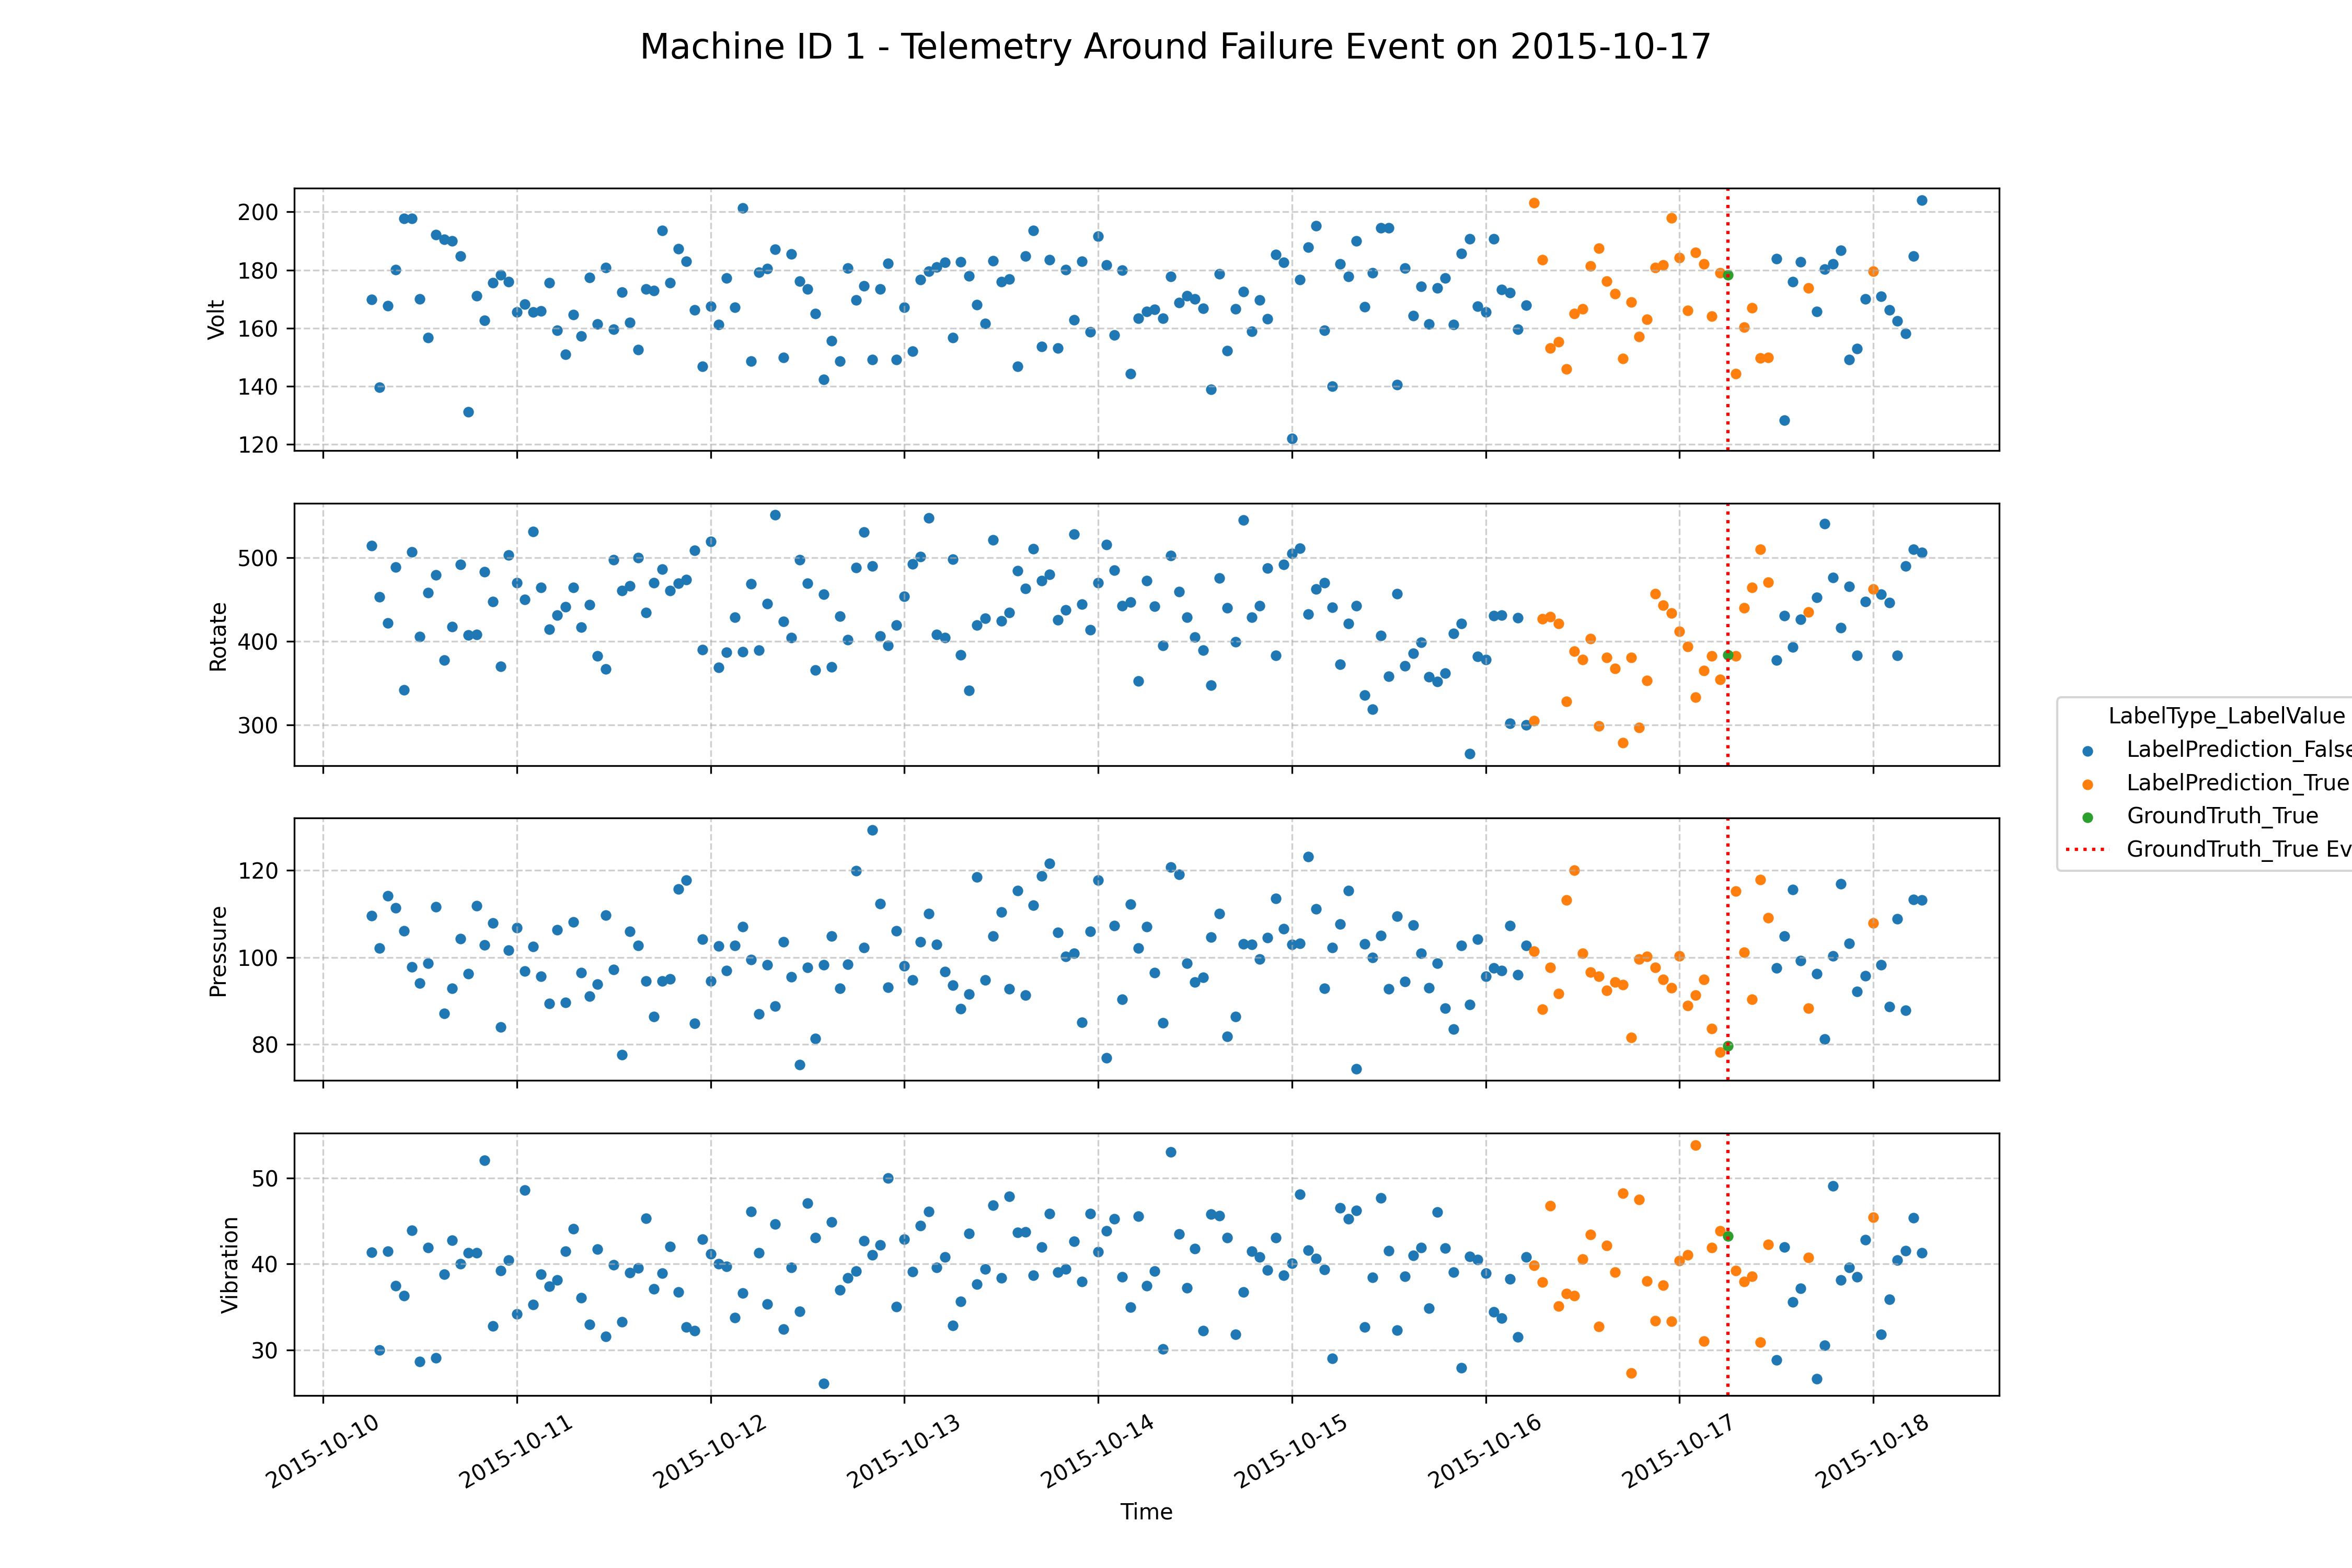 Machine ID 1 - Telemetry Around Failure Event on 2015-10-17
200
180
160
140
120
Volt
500
400
300
Rotate
120
100
80
Pressure
50
40
30
Vibration
2015-10-10
2015-10-11
2015-10-12
2015-10-13
2015-10-14
2015-10-15
2015-10-16
2015-10-17
2015-10-18
Time
LabelType_LabelValue
LabelPrediction_False
LabelPrediction_True
GroundTruth_True
GroundTruth_True Ev